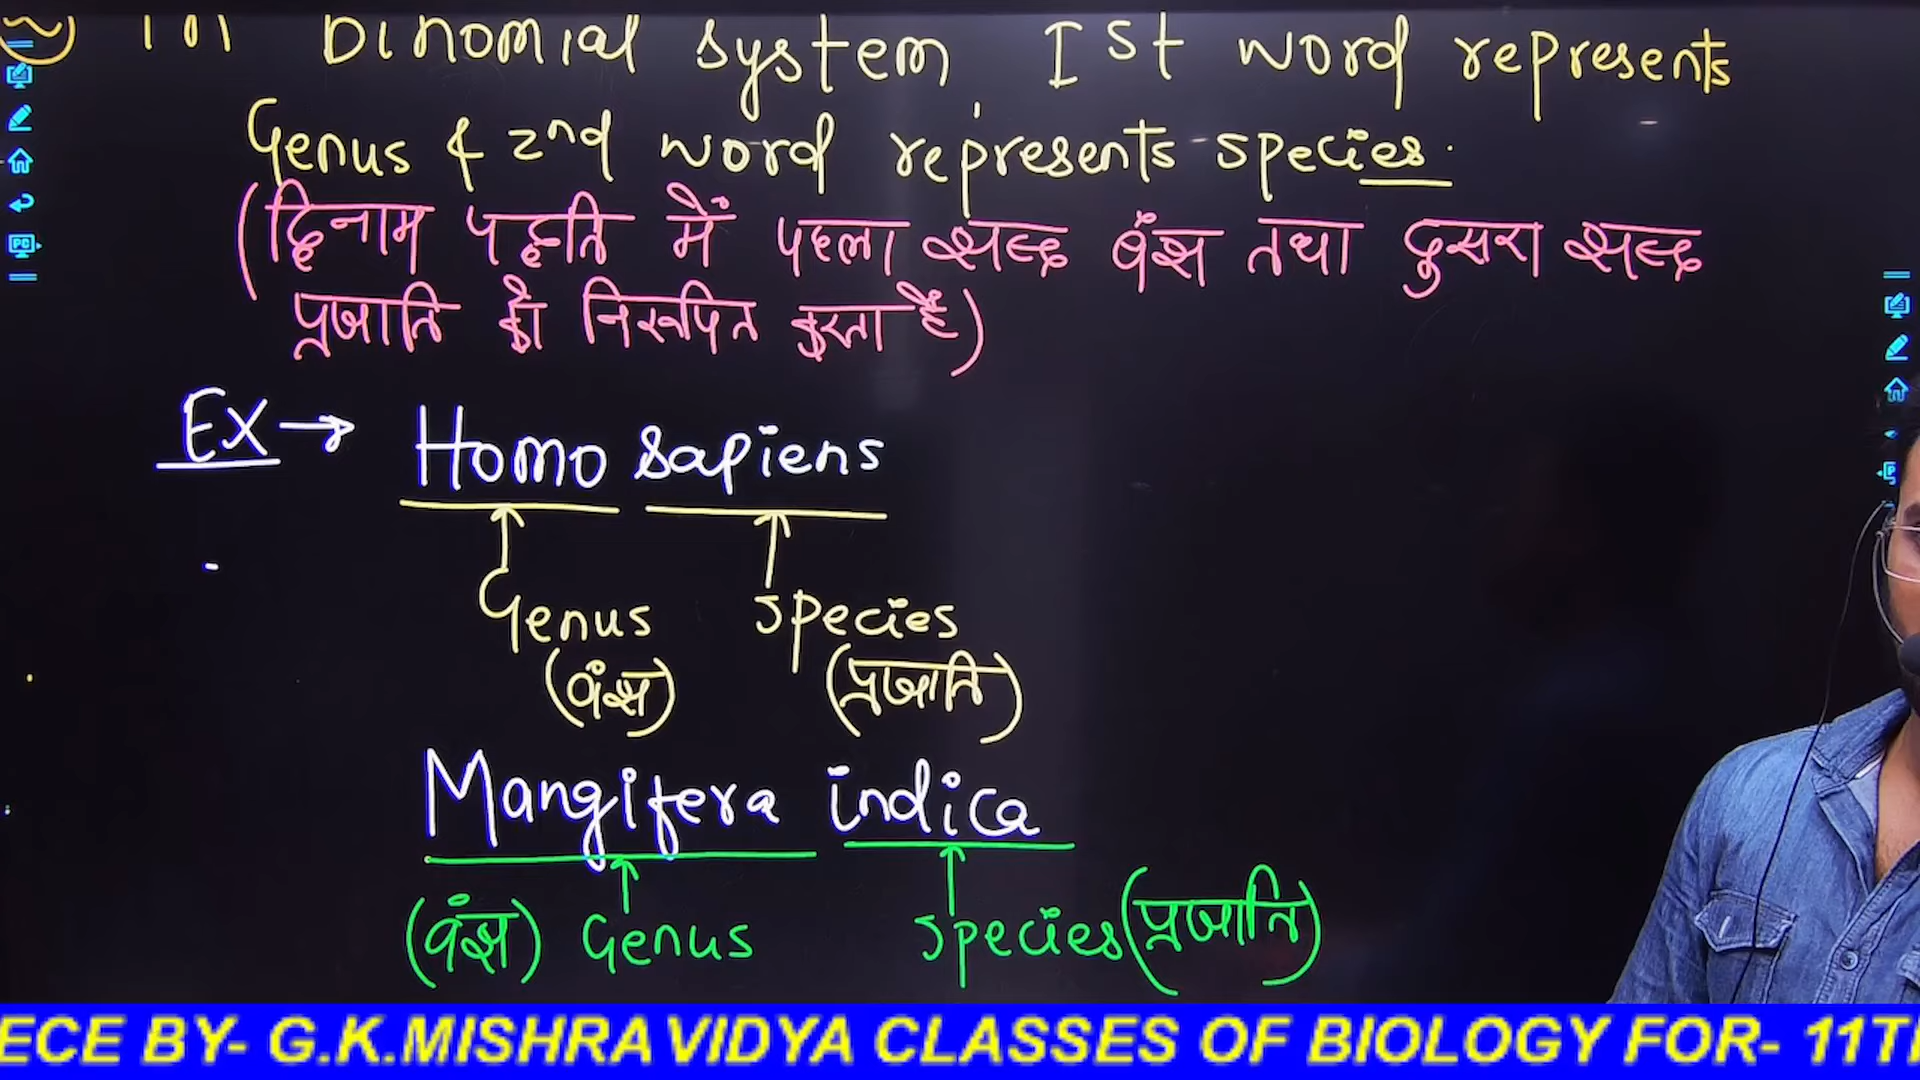 In Binomial system, Ist word represents
Genus & 2nd word represents species.
(द्विनाम पद्धति में पहला शब्द वंश तथा दुसरा शब्द
प्रजाति को निरूपित करता है)
EX → Homo sapiens
Genus Species
(वंश) (प्रजाति)
Mangifera indica
(वंश) Genus Species (प्रजाति)
ECE BY- G.K.MISHRA VIDYA CLASSES OF BIOLOGY FOR- 11T